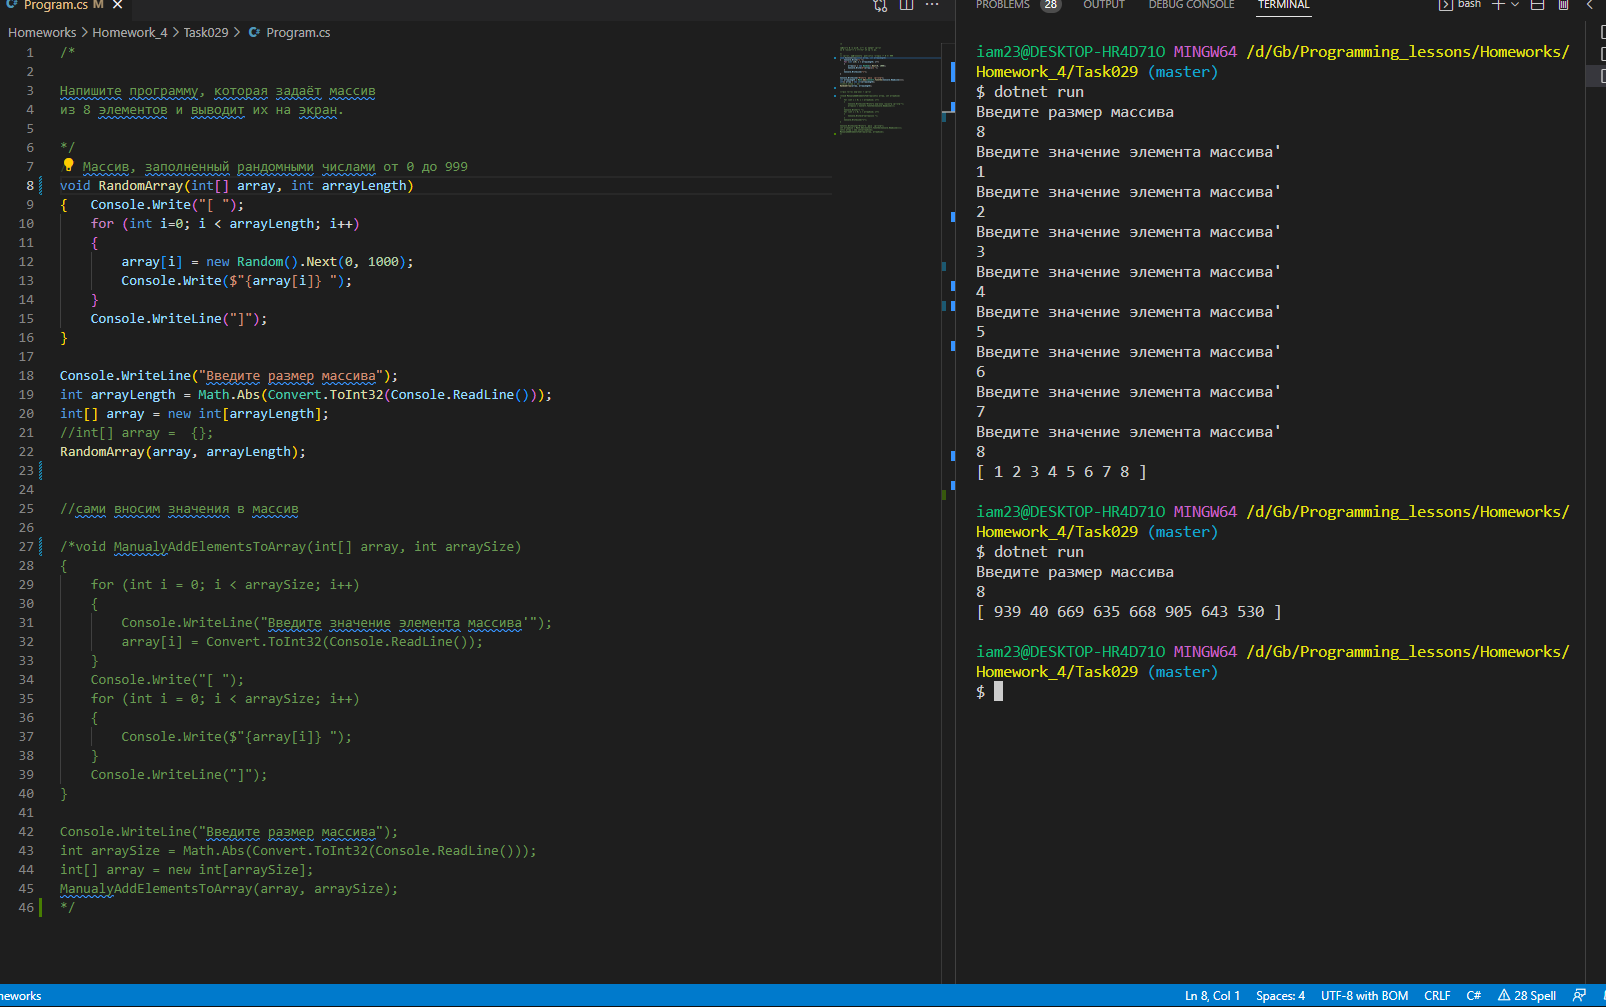 Program.cs M
Homeworks > Homework_4 > Task029 > Program.cs
1 /*
2
3 Напишите программу, которая задаёт массив
4 из 8 элементов и выводит их на экран.
5
6 */
7 Массив, заполненный рандомными числами от 0 до 999
8 void RandomArray(int[] array, int arrayLength)
9 {   Console.Write("[ ");
10     for (int i=0; i < arrayLength; i++)
11     {
12         array[i] = new Random().Next(0, 1000);
13         Console.Write($"{array[i]} ");
14     }
15     Console.WriteLine("]");
16 }
17
18 Console.WriteLine("Введите размер массива");
19 int arrayLength = Math.Abs(Convert.ToInt32(Console.ReadLine()));
20 int[] array = new int[arrayLength];
21 //int[] array =  {};
22 RandomArray(array, arrayLength);
23
24
25 //сами вносим значения в массив
26
27 /*void ManualyAddElementsToArray(int[] array, int arraySize)
28 {
29     for (int i = 0; i < arraySize; i++)
30     {
31         Console.WriteLine("Введите значение элемента массива'");
32         array[i] = Convert.ToInt32(Console.ReadLine());
33     }
34     Console.Write("[ ");
35     for (int i = 0; i < arraySize; i++)
36     {
37         Console.Write($"{array[i]} ");
38     }
39     Console.WriteLine("]");
40 }
41
42 Console.WriteLine("Введите размер массива");
43 int arraySize = Math.Abs(Convert.ToInt32(Console.ReadLine()));
44 int[] array = new int[arraySize];
45 ManualyAddElementsToArray(array, arraySize);
46 */
PROBLEMS 28 OUTPUT DEBUG CONSOLE TERMINAL bash
iam23@DESKTOP-HR4D71O MINGW64 /d/Gb/Programming_lessons/Homeworks/
Homework_4/Task029 (master)
$ dotnet run
Введите размер массива
8
Введите значение элемента массива'
1
Введите значение элемента массива'
2
Введите значение элемента массива'
3
Введите значение элемента массива'
4
Введите значение элемента массива'
5
Введите значение элемента массива'
6
Введите значение элемента массива'
7
Введите значение элемента массива'
8
[ 1 2 3 4 5 6 7 8 ]
iam23@DESKTOP-HR4D71O MINGW64 /d/Gb/Programming_lessons/Homeworks/
Homework_4/Task029 (master)
$ dotnet run
Введите размер массива
8
[ 939 40 669 635 668 905 643 530 ]
iam23@DESKTOP-HR4D71O MINGW64 /d/Gb/Programming_lessons/Homeworks/
Homework_4/Task029 (master)
$
meworks Ln 8, Col 1 Spaces: 4 UTF-8 with BOM CRLF C# 28 Spell